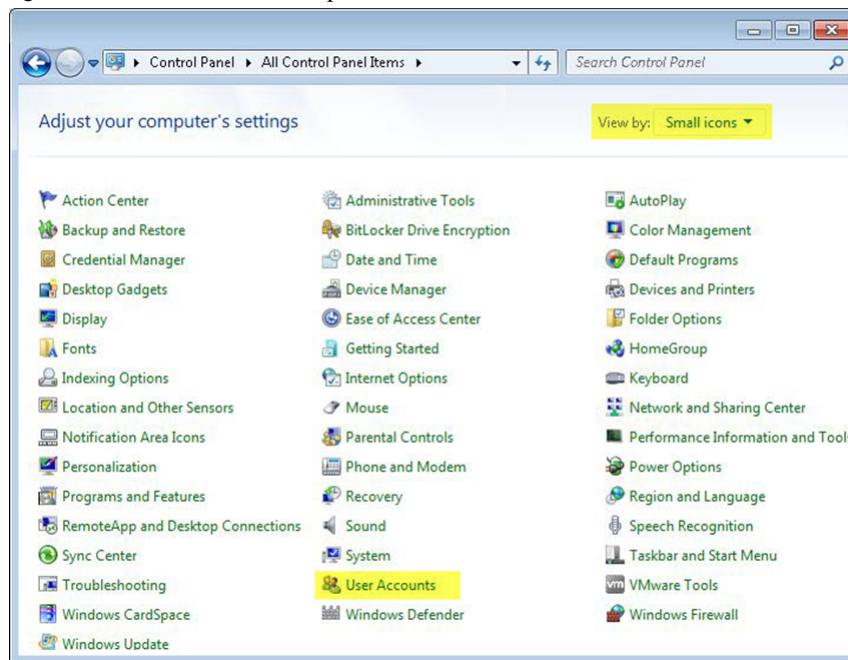 Control Panel ▸ All Control Panel Items ▸
Search Control Panel
Adjust your computer's settings
View by: Small icons
Action Center
Administrative Tools
AutoPlay
Backup and Restore
BitLocker Drive Encryption
Color Management
Credential Manager
Date and Time
Default Programs
Desktop Gadgets
Device Manager
Devices and Printers
Display
Ease of Access Center
Folder Options
Fonts
Getting Started
HomeGroup
Indexing Options
Internet Options
Keyboard
Location and Other Sensors
Mouse
Network and Sharing Center
Notification Area Icons
Parental Controls
Performance Information and Tool
Personalization
Phone and Modem
Power Options
Programs and Features
Recovery
Region and Language
RemoteApp and Desktop Connections
Sound
Speech Recognition
Sync Center
System
Taskbar and Start Menu
Troubleshooting
User Accounts
vm VMware Tools
Windows CardSpace
Windows Defender
Windows Firewall
Windows Update